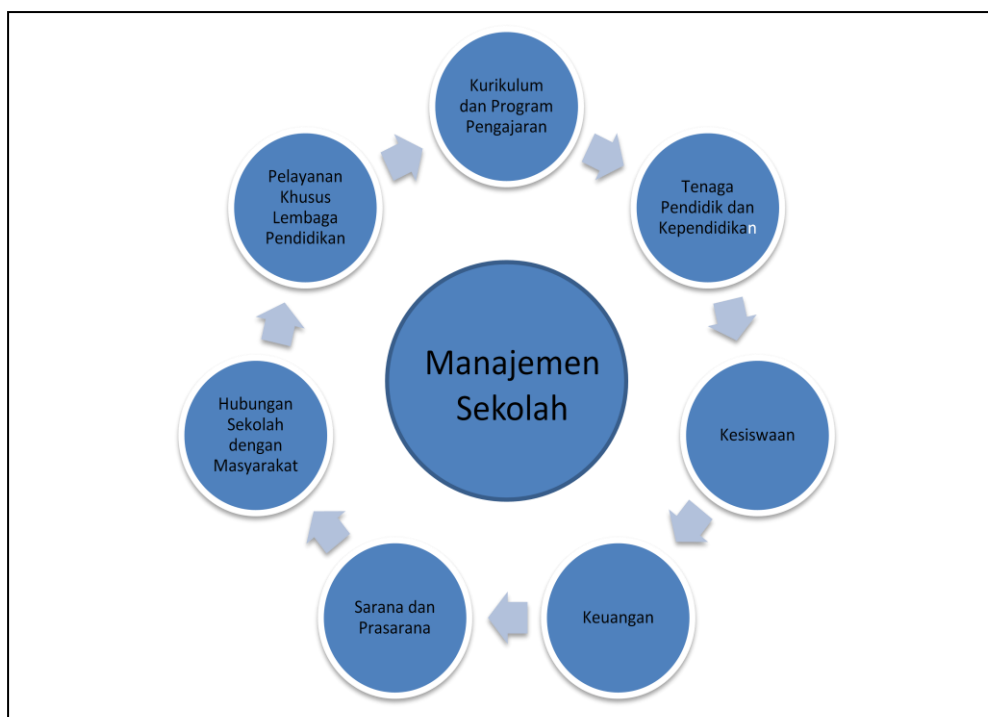 Kurikulum
dan Program
Pengajaran
Tenaga
Pendidik dan
Kependidikan
Kesiswaan
Keuangan
Sarana dan
Prasarana
Hubungan
Sekolah
dengan
Masyarakat
Pelayanan
Khusus
Lembaga
Pendidikan
Manajemen
Sekolah